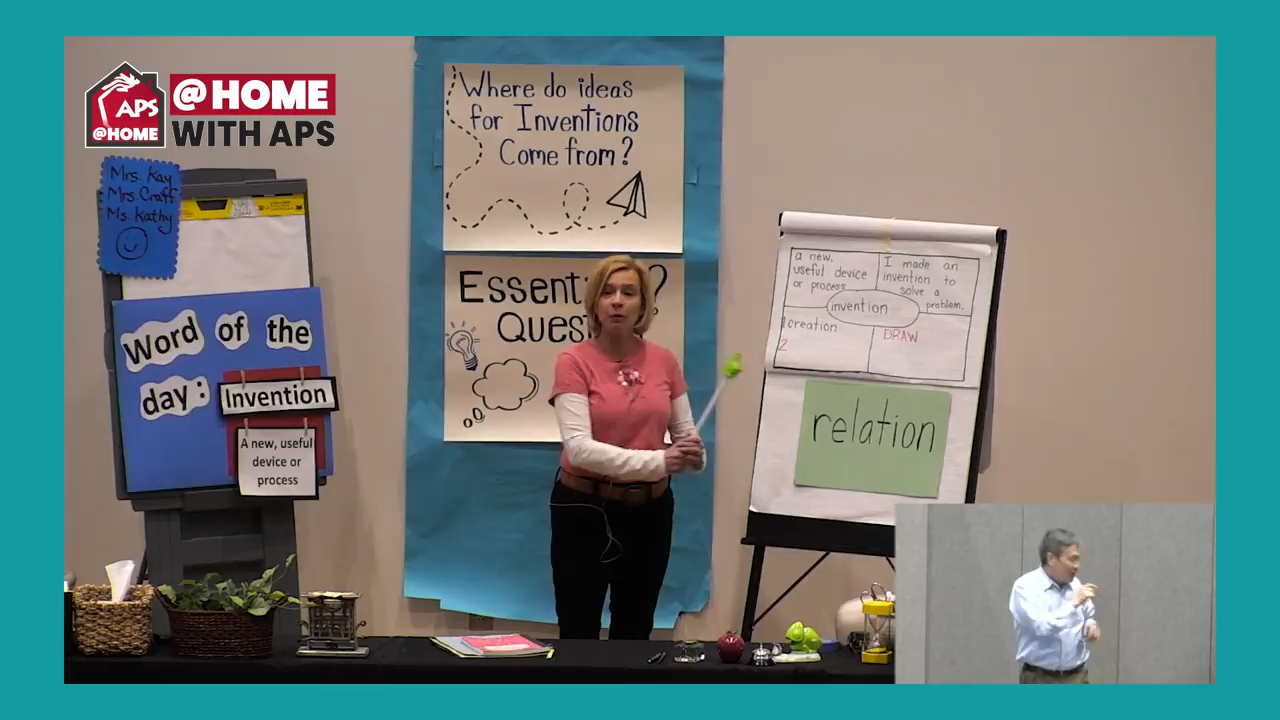 APS
@HOME
@HOME
WITH APS
Mrs. Kay
Mrs. Craff
Ms. Kathy
Word of the
day:
Invention
A new, useful
device or
process
Where do ideas
for Inventions
Come from?
Essenti ?
Ques
a new,
useful device
or process
I made an
invention to
solve a
problem.
invention
creation
2
DRAW
relation